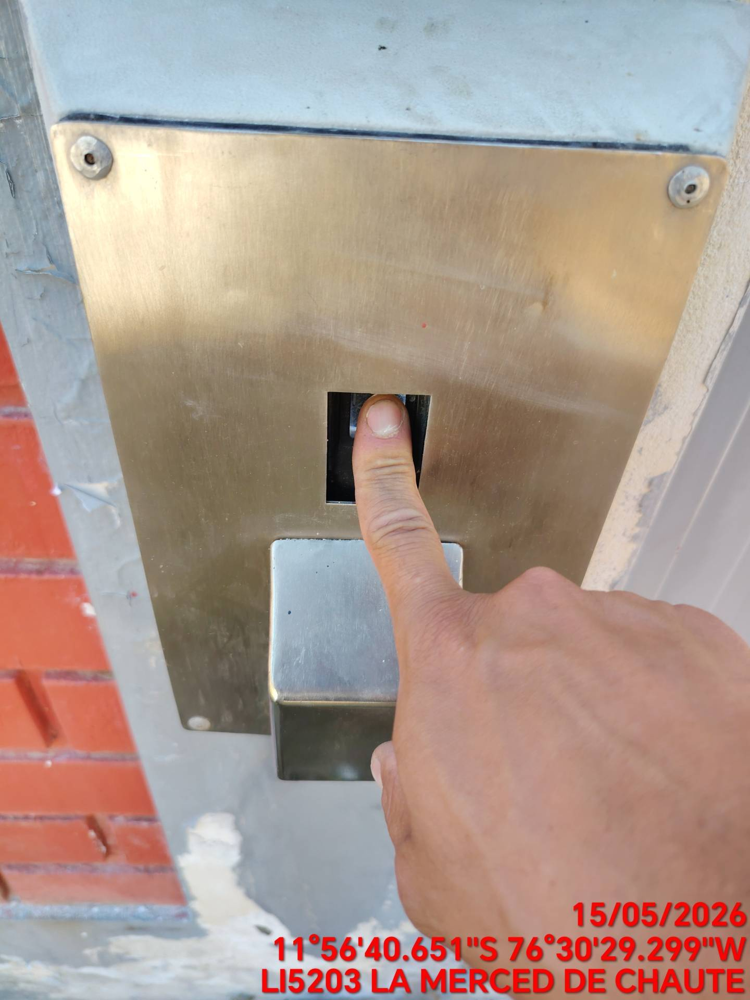 15/05/2026
11°56'40.651"S 76°30'29.299"W
LI5203 LA MERCED DE CHAUTE